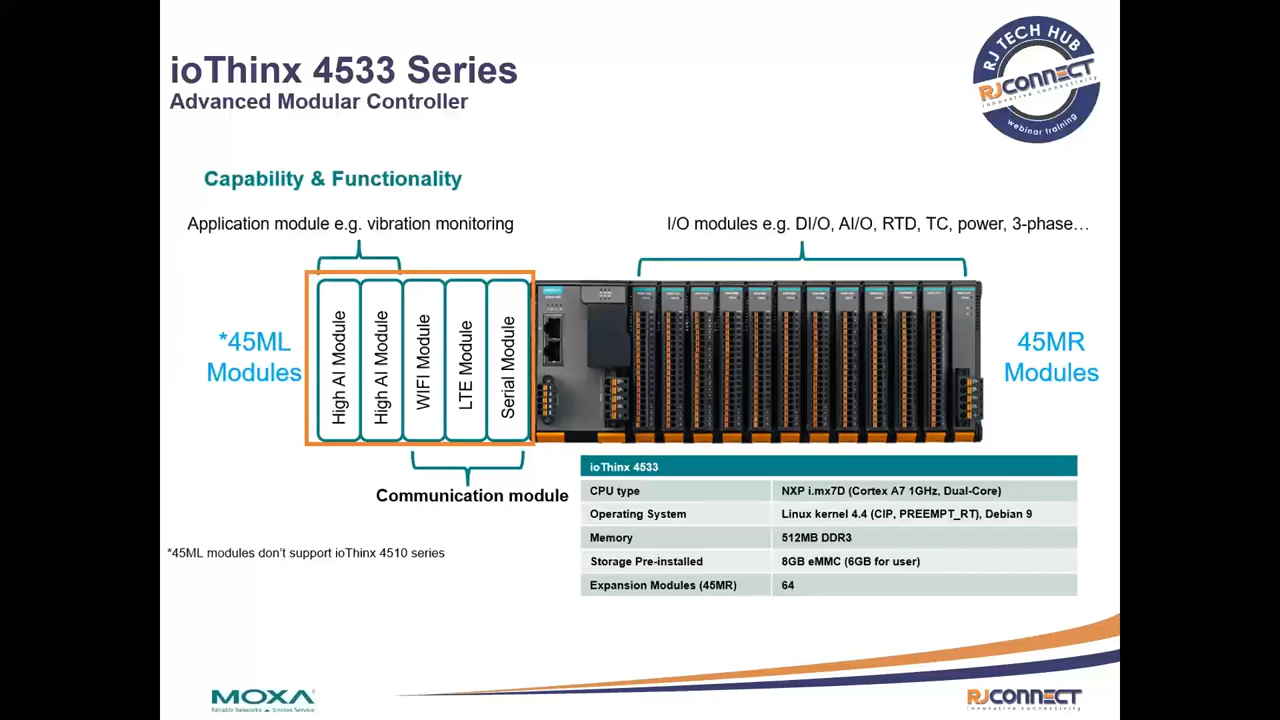 ioThinx 4533 Series
Advanced Modular Controller
RJ TECH HUB
RJCONNECT
innovative connectivity
webinar training
Capability & Functionality
Application module e.g. vibration monitoring
I/O modules e.g. DI/O, AI/O, RTD, TC, power, 3-phase…
*45ML
Modules
High AI Module
High AI Module
WIFI Module
LTE Module
Serial Module
45MR
Modules
Communication module
ioThinx 4533
CPU type NXP i.mx7D (Cortex A7 1GHz, Dual-Core)
Operating System Linux kernel 4.4 (CIP, PREEMPT_RT), Debian 9
Memory 512MB DDR3
Storage Pre-installed 8GB eMMC (6GB for user)
Expansion Modules (45MR) 64
*45ML modules don't support ioThinx 4510 series
MOXA
Reliable Networks Sincere Service
RJCONNECT
innovative connectivity